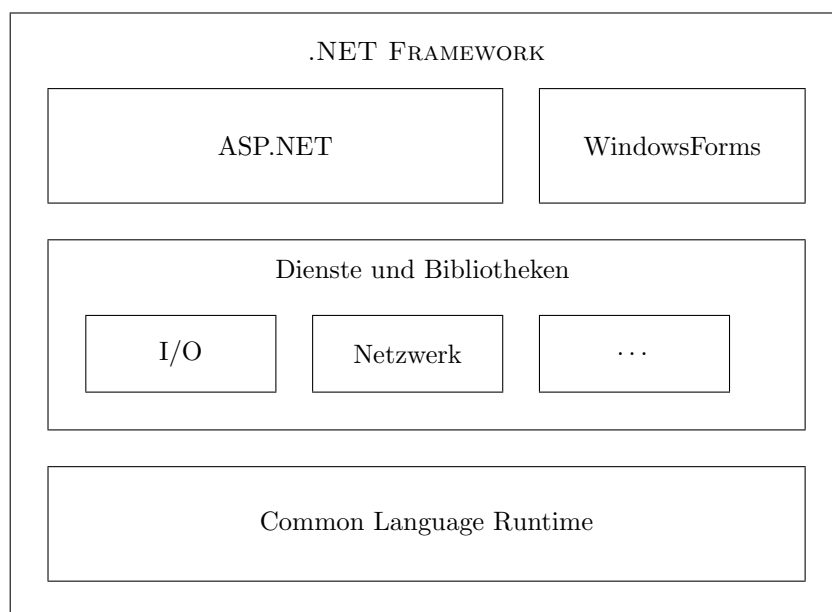 .NET FRAMEWORK
ASP.NET
WindowsForms
Dienste und Bibliotheken
I/O
Netzwerk
...
Common Language Runtime